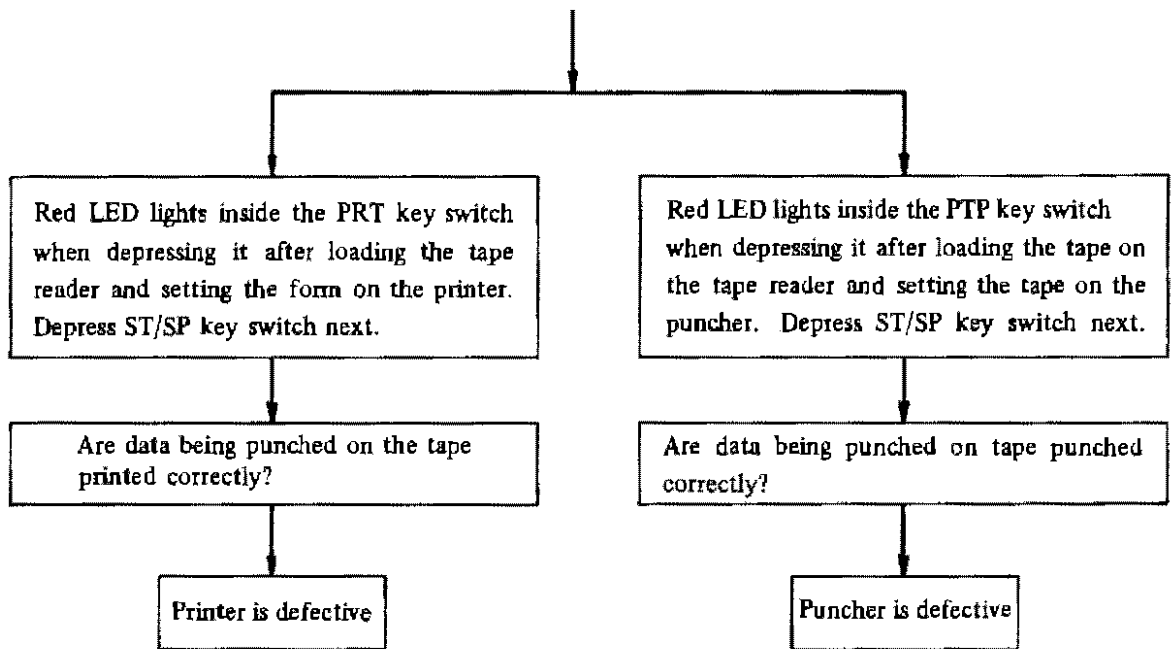 Red LED lights inside the PRT key switch
when depressing it after loading the tape
reader and setting the form on the printer.
Depress ST/SP key switch next.
Are data being punched on the tape
printed correctly?
Printer is defective
Red LED lights inside the PTP key switch
when depressing it after loading the tape on
the tape reader and setting the tape on the
puncher. Depress ST/SP key switch next.
Are data being punched on tape punched
correctly?
Puncher is defective